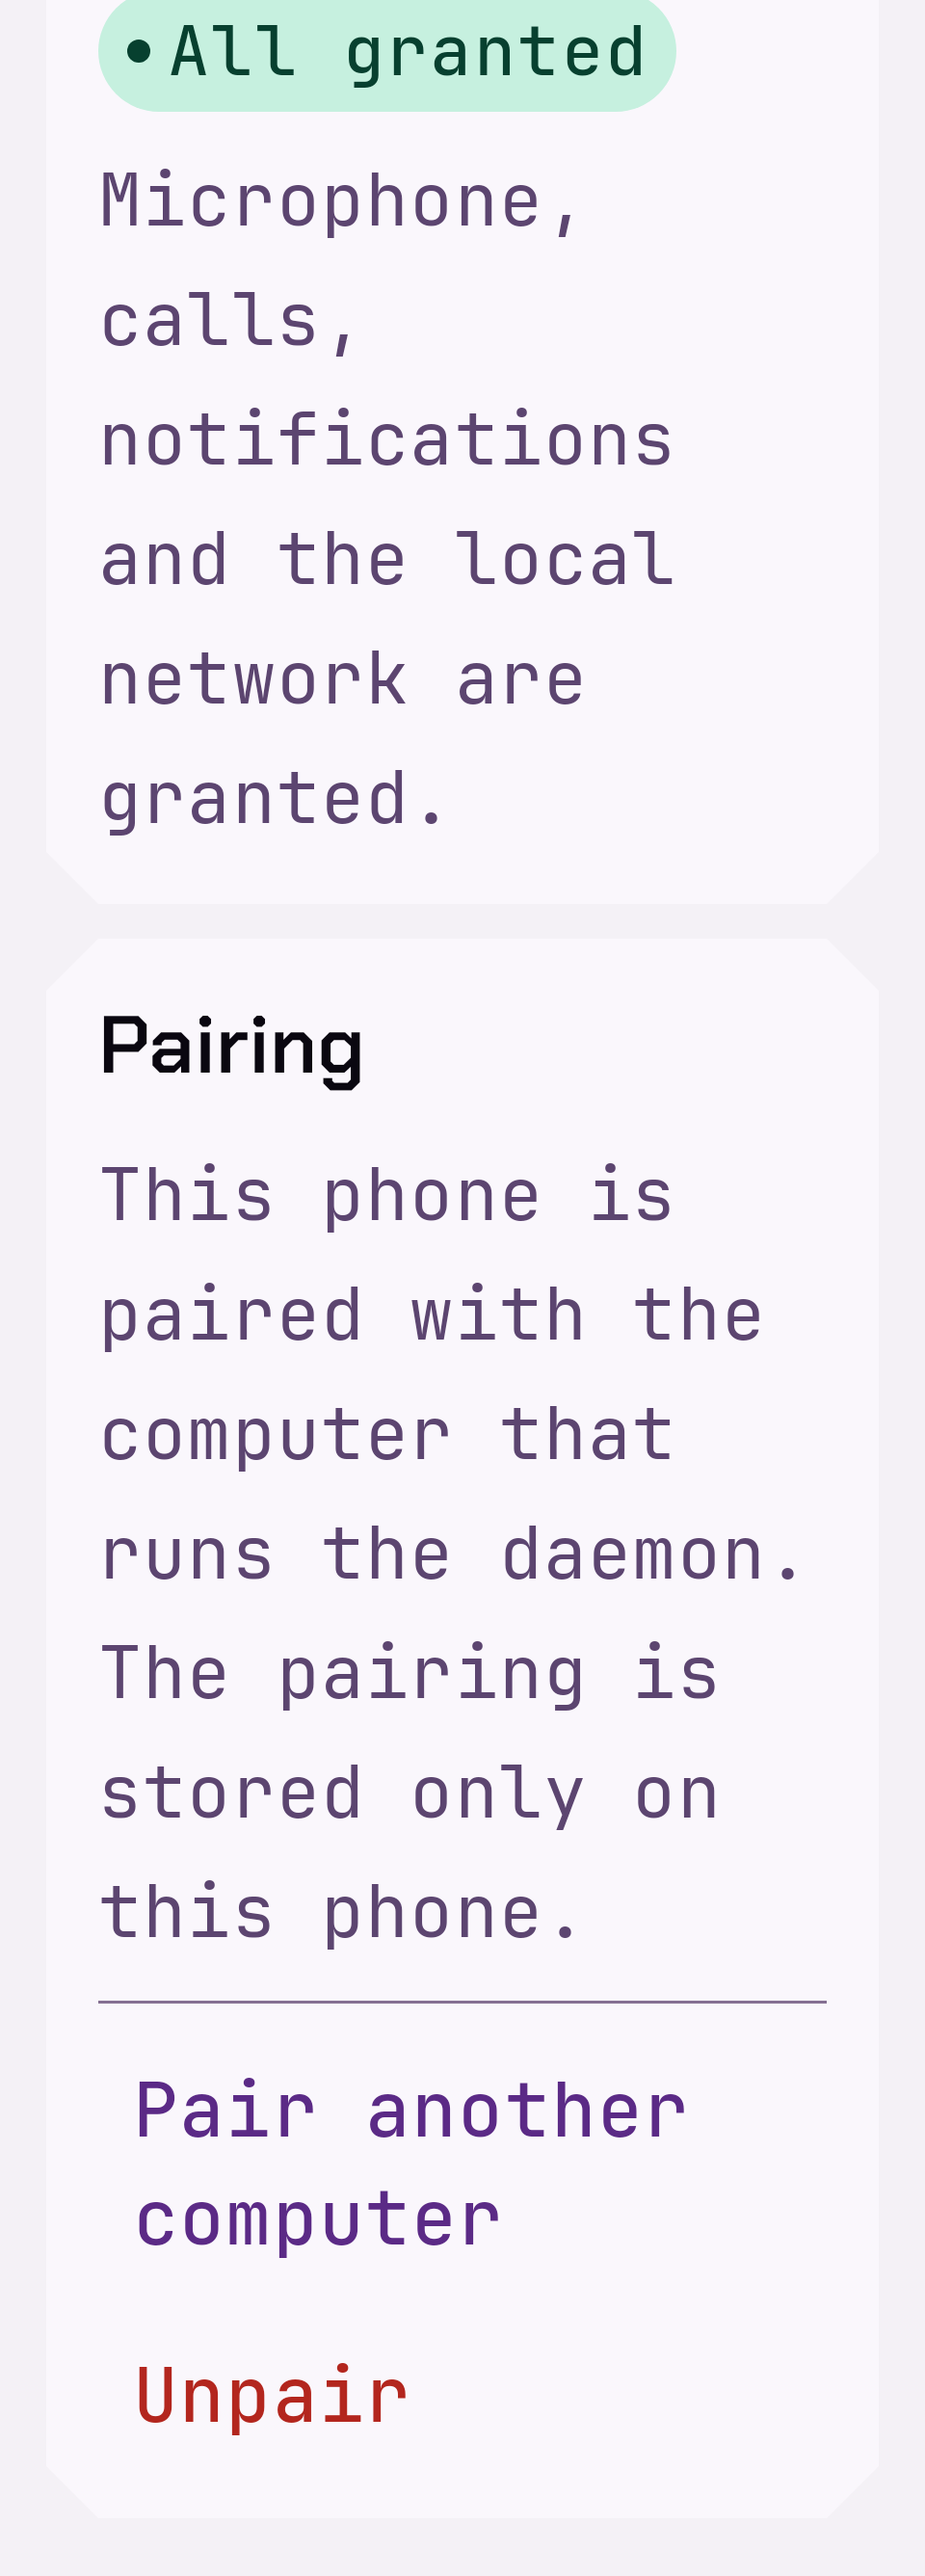 All granted
Microphone,
calls,
notifications
and the local
network are
granted.
Pairing
This phone is
paired with the
computer that
runs the daemon.
The pairing is
stored only on
this phone.
Pair another
computer
Unpair